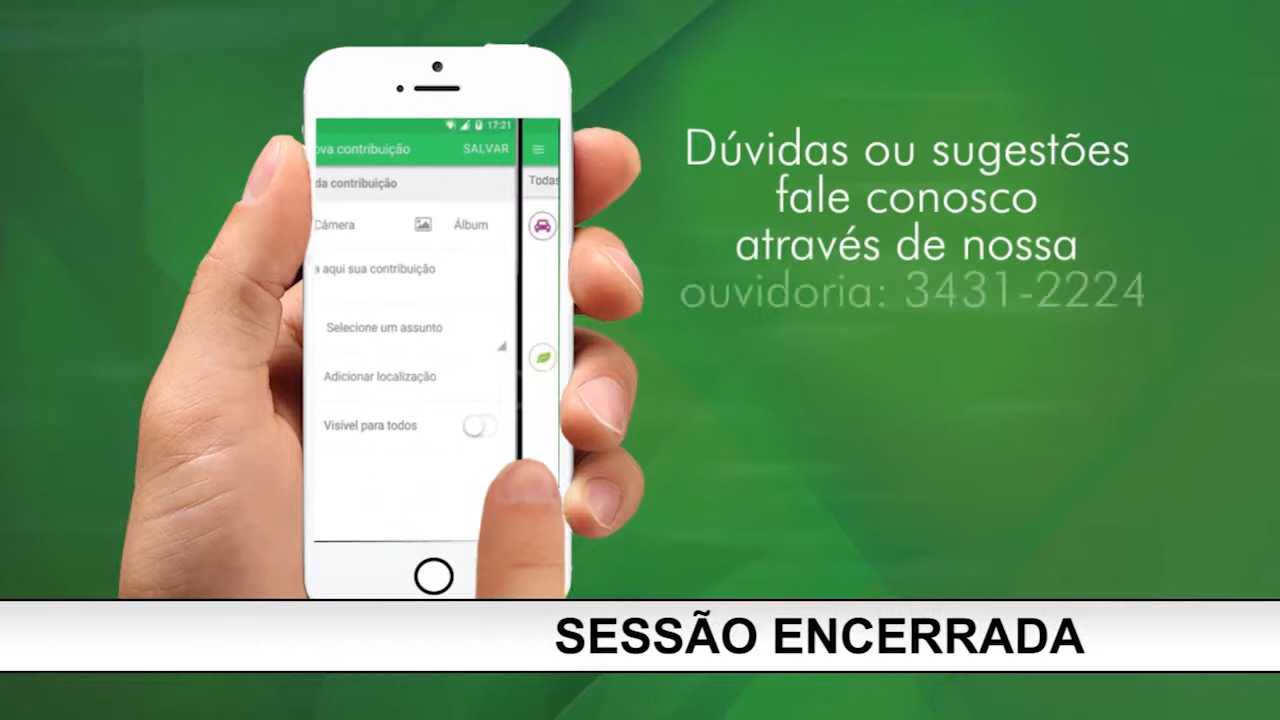 17:21
ova contribuição SALVAR
da contribuição
Todas
Câmera Álbum
aqui sua contribuição
Selecione um assunto
Adicionar localização
Visível para todos
Dúvidas ou sugestões
fale conosco
através de nossa
ouvidoria: 3431-2224
SESSÃO ENCERRADA